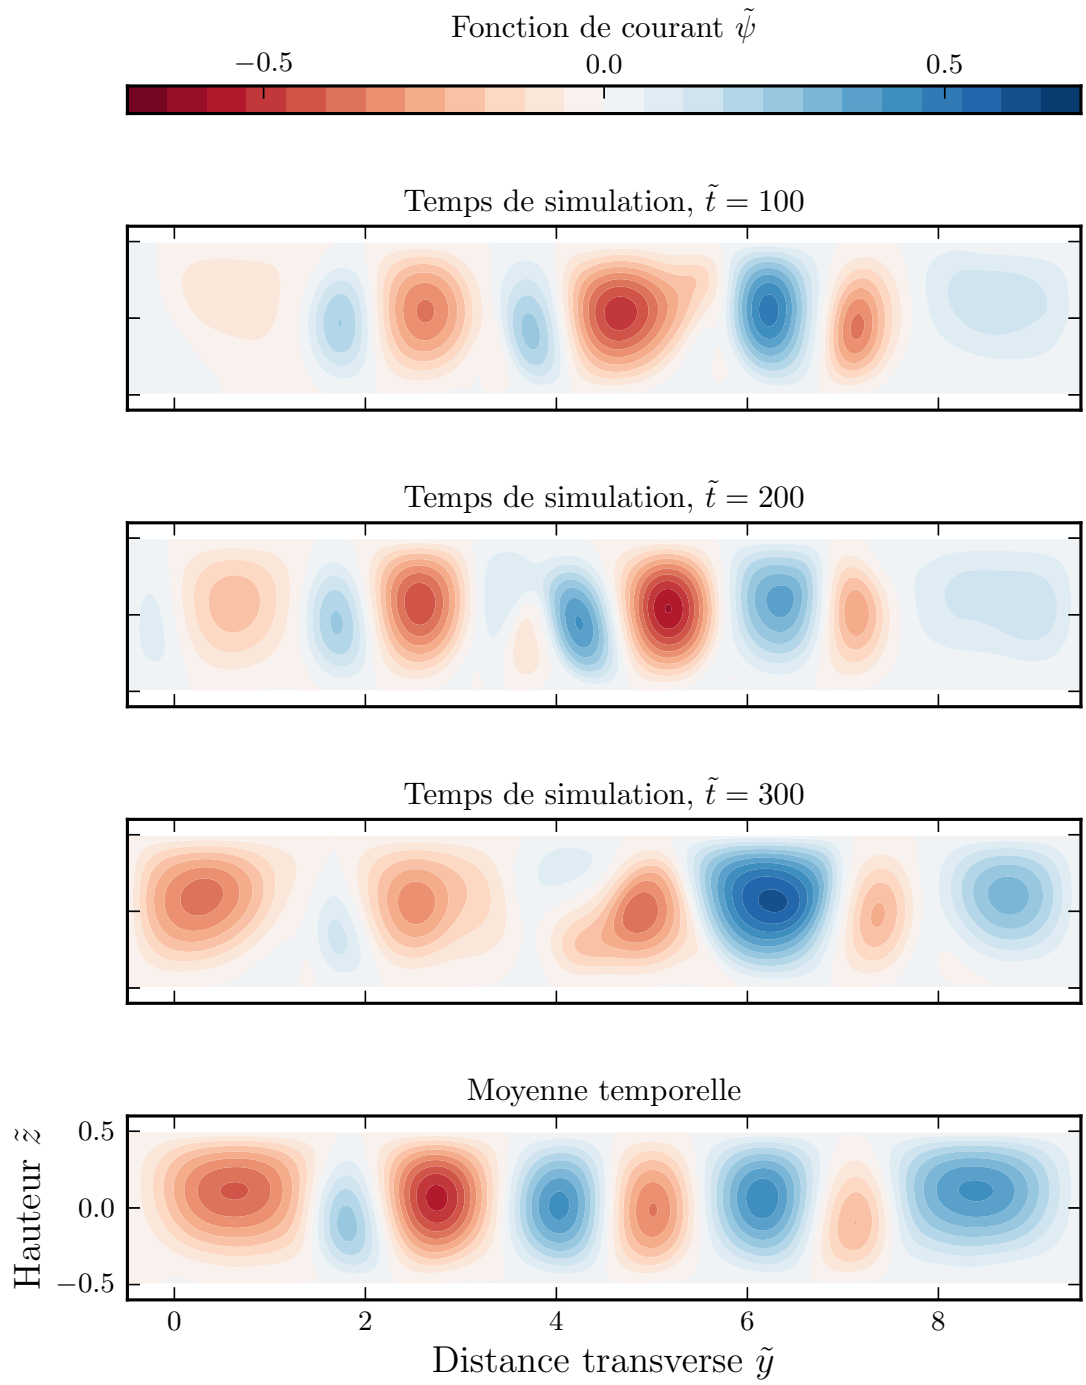 Fonction de courant ψ̃
−0.5 0.0 0.5
Temps de simulation, t̃ = 100
Temps de simulation, t̃ = 200
Temps de simulation, t̃ = 300
Moyenne temporelle
Hauteur z̃
0.5
0.0
−0.5
0 2 4 6 8
Distance transverse ỹ